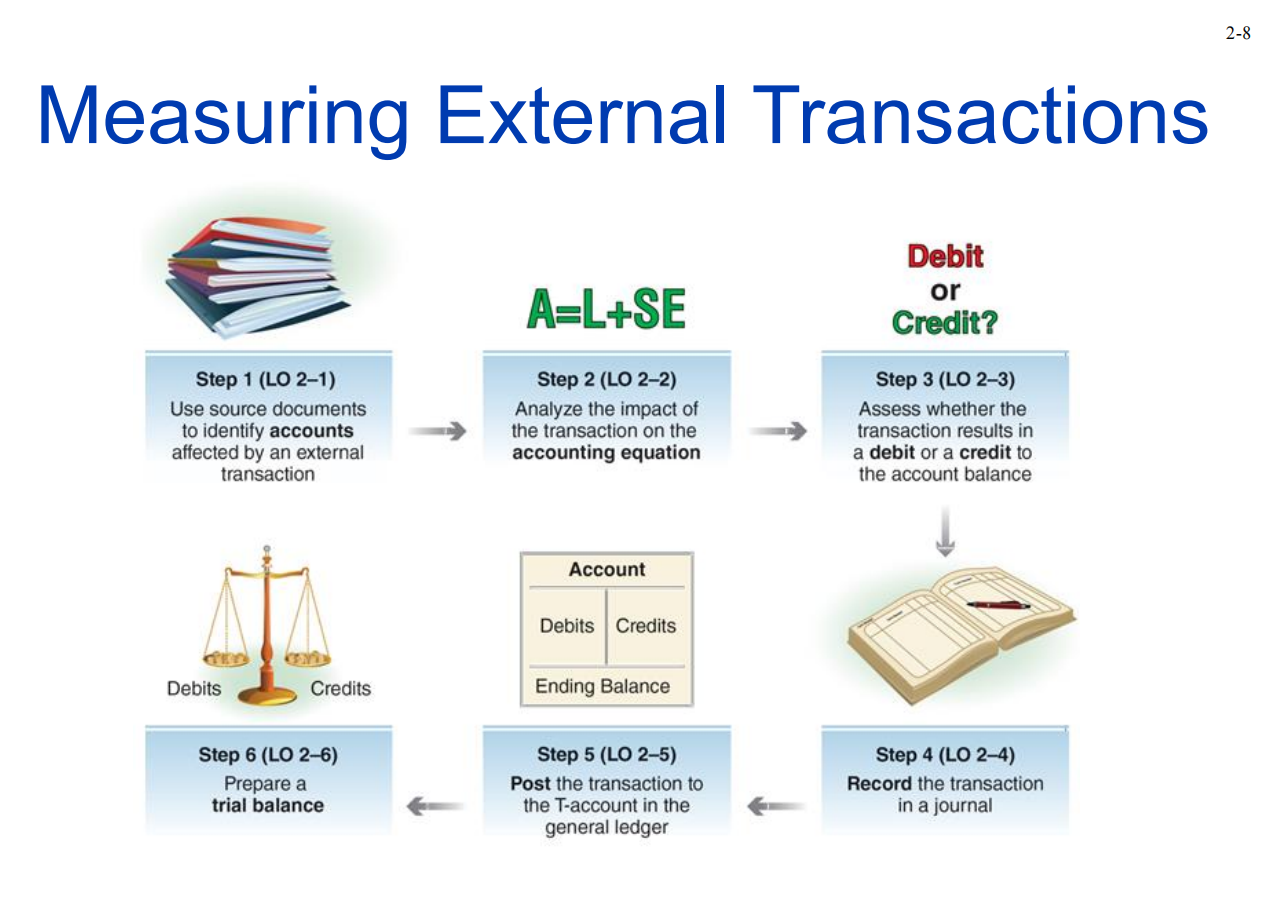 2-8
Measuring External Transactions
A=L+SE
Debit
or
Credit?
Step 1 (LO 2–1)
Use source documents
to identify accounts
affected by an external
transaction
Step 2 (LO 2–2)
Analyze the impact of
the transaction on the
accounting equation
Step 3 (LO 2–3)
Assess whether the
transaction results in
a debit or a credit to
the account balance
Step 4 (LO 2–4)
Record the transaction
in a journal
Account
Debits Credits
Ending Balance
Step 5 (LO 2–5)
Post the transaction to
the T-account in the
general ledger
Debits Credits
Step 6 (LO 2–6)
Prepare a
trial balance